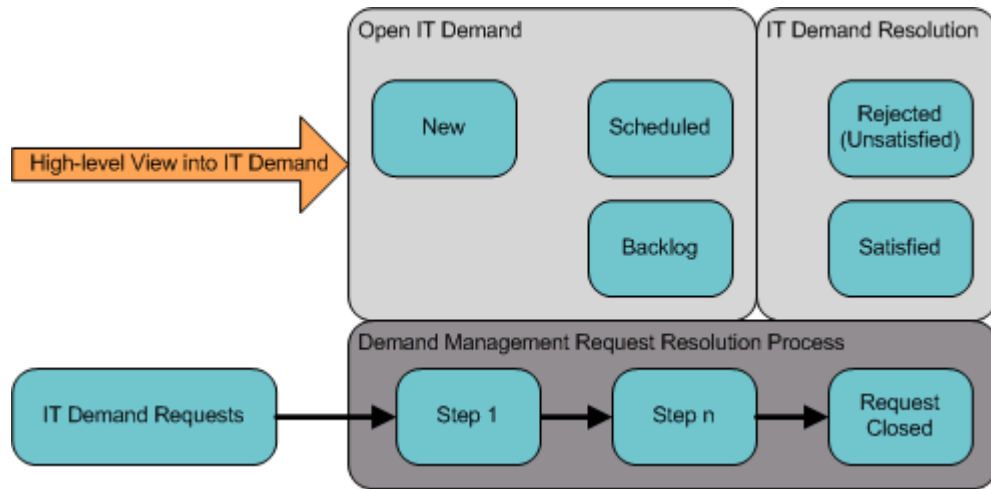 Open IT Demand
IT Demand Resolution
New
Scheduled
Rejected
(Unsatisfied)
High-level View into IT Demand
Backlog
Satisfied
Demand Management Request Resolution Process
IT Demand Requests
Step 1
Step n
Request
Closed